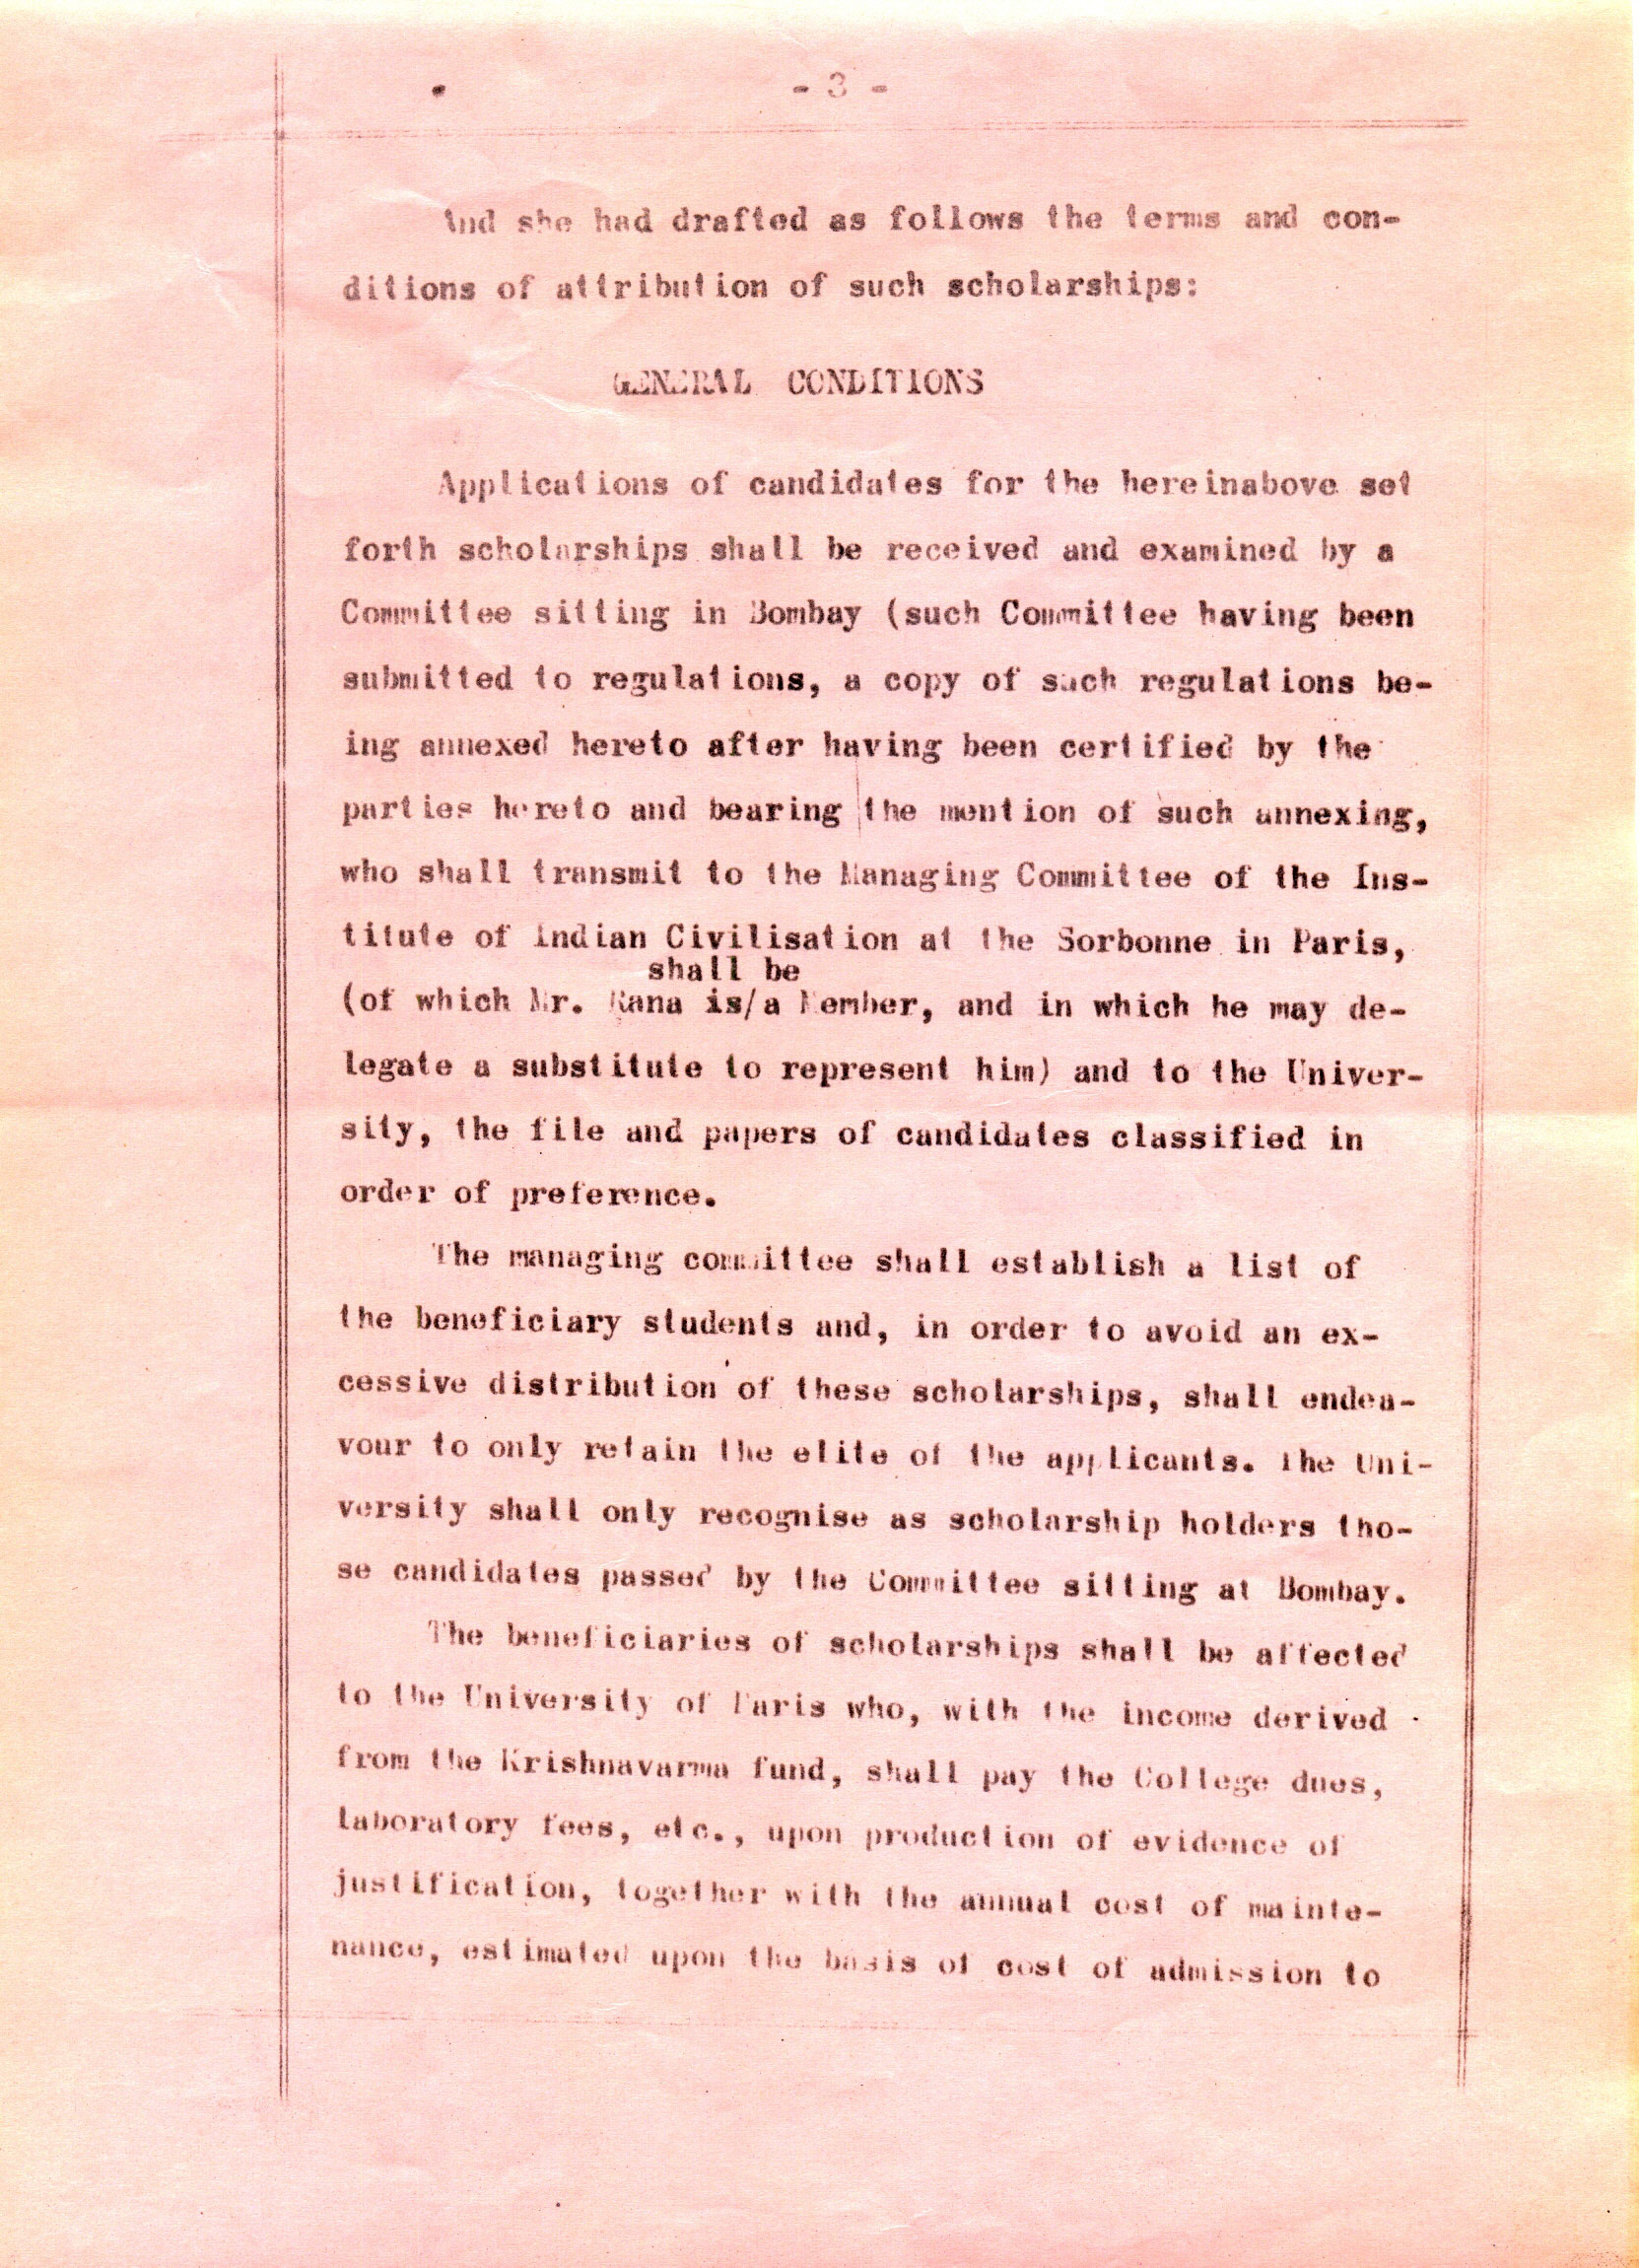 - 3 -
And she had drafted as follows the terms and con-
ditions of attribution of such scholarships:
GENERAL CONDITIONS
Applications of candidates for the hereinabove set
forth scholarships shall be received and examined by a
Committee sitting in Bombay (such Committee having been
submitted to regulations, a copy of such regulations be-
ing annexed hereto after having been certified by the
parties hereto and bearing the mention of such annexing,
who shall transmit to the Managing Committee of the Ins-
titute of Indian Civilisation at the Sorbonne in Paris,
shall be
(of which Mr. Rana is/a Member, and in which he may de-
legate a substitute to represent him) and to the Univer-
sity, the file and papers of candidates classified in
order of preference.
The managing committee shall establish a list of
the beneficiary students and, in order to avoid an ex-
cessive distribution of these scholarships, shall endea-
vour to only retain the elite of the applicants. The Uni-
versity shall only recognise as scholarship holders tho-
se candidates passed by the Committee sitting at Bombay.
The beneficiaries of scholarships shall be affected
to the University of Paris who, with the income derived
from the Krishnavarma fund, shall pay the College dues,
laboratory fees, etc., upon production of evidence of
justification, together with the annual cost of mainte-
nance, estimated upon the basis of cost of admission to